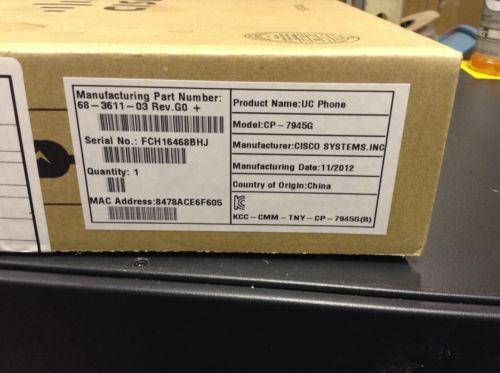 CISCO
Manufacturing Part Number:
68-3611-03 Rev.G0 +
Serial No.: FCH16468BHJ
Quantity: 1
MAC Address:8478ACE6F605
Product Name:UC Phone
Model:CP-7945G
Manufacturer:CISCO SYSTEMS,INC
Manufacturing Date:11/2012
Country of Origin:China
KCC-CMM-TNY-CP-7945G(B)